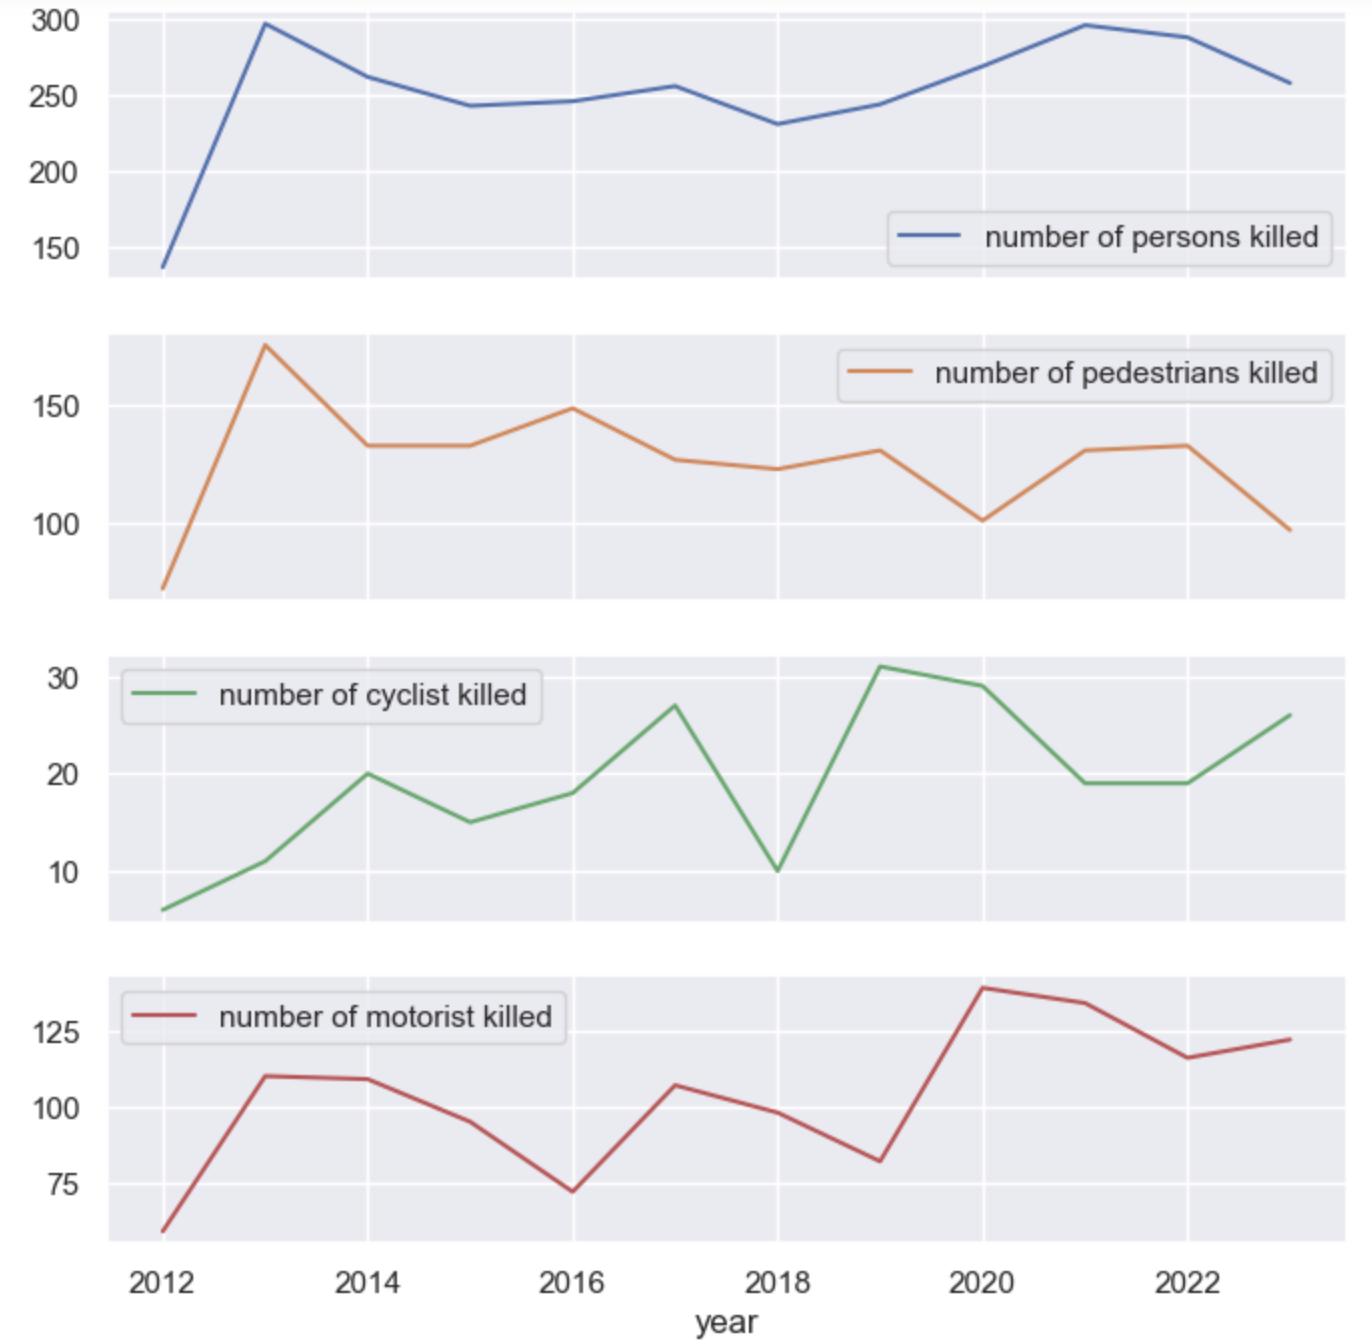 300
250
200
150
number of persons killed
number of pedestrians killed
150
100
30
number of cyclist killed
20
10
number of motorist killed
125
100
75
2012 2014 2016 2018 2020 2022
year